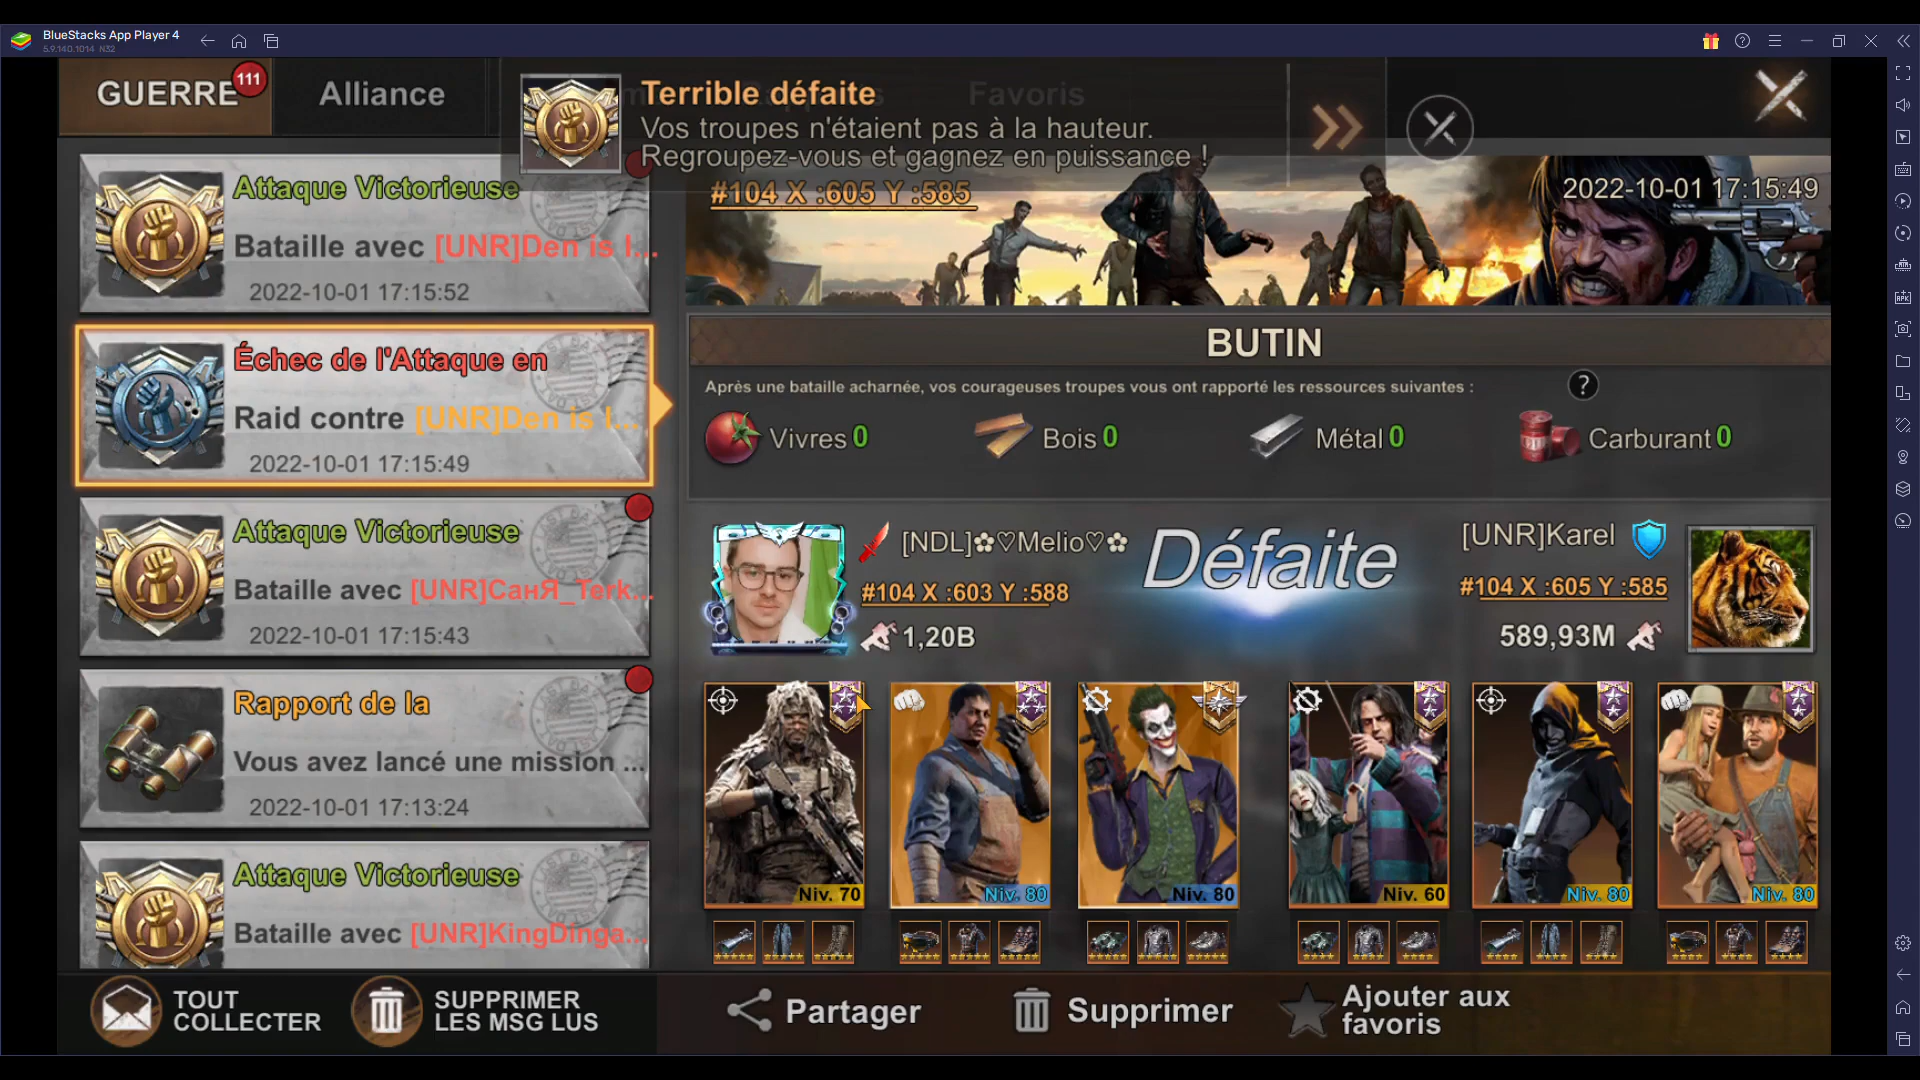 BlueStacks App Player 4
5.9.140.1014 N32
GUERRE
111
Alliance
Favoris
Terrible défaite
Vos troupes n'étaient pas à la hauteur.
Regroupez-vous et gagnez en puissance !
#104 X :605 Y :585
2022-10-01 17:15:49
Attaque Victorieuse
Bataille avec [UNR]Den is l...
2022-10-01 17:15:52
Échec de l'Attaque en
Raid contre [UNR]Den is l...
2022-10-01 17:15:49
Attaque Victorieuse
Bataille avec [UNR]СанЯ_Terk...
2022-10-01 17:15:43
Rapport de la
Vous avez lancé une mission ...
2022-10-01 17:13:24
Attaque Victorieuse
Bataille avec [UNR]KingDinga...
TOUT
COLLECTER
SUPPRIMER
LES MSG LUS
BUTIN
Après une bataille acharnée, vos courageuses troupes vous ont rapporté les ressources suivantes :
?
Vivres 0
Bois 0
Métal 0
Carburant 0
[NDL]✿♡Melio♡✿
#104 X :603 Y :588
1,20B
Défaite
[UNR]Karel
#104 X :605 Y :585
589,93M
Niv. 70
Niv. 80
Niv. 80
Niv. 60
Niv. 80
Niv. 80
Partager
Supprimer
Ajouter aux
favoris